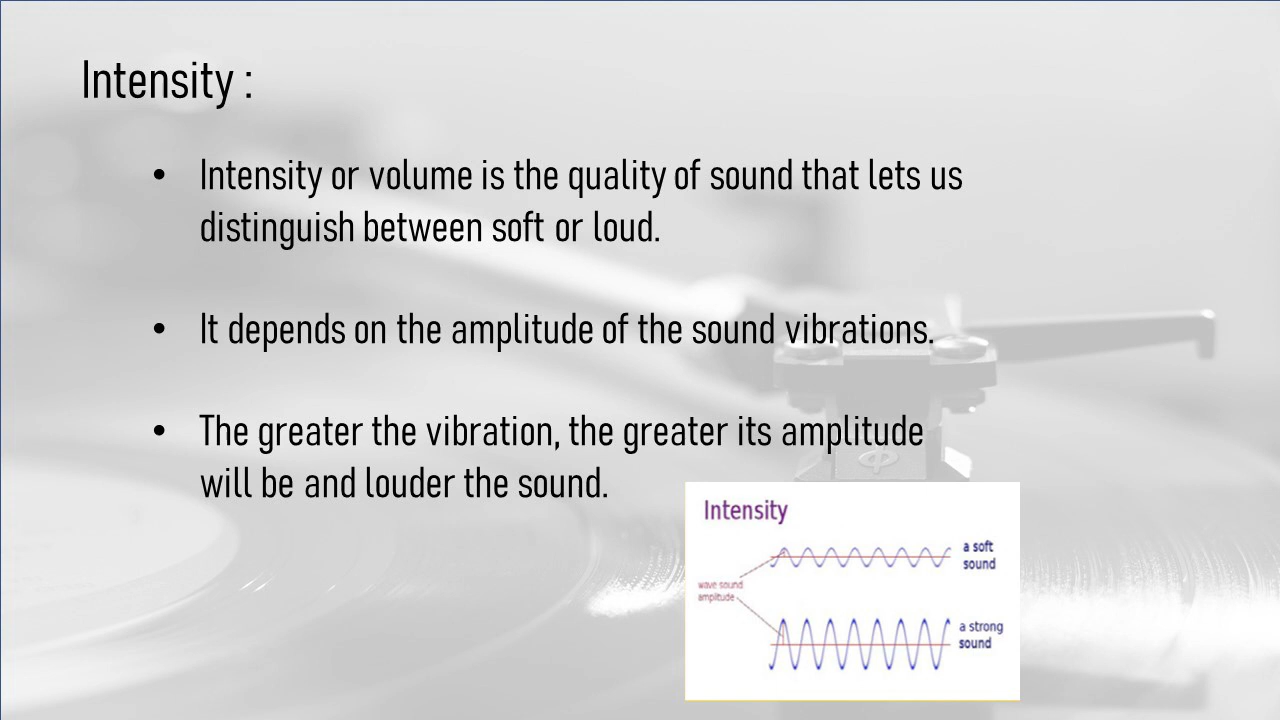 Intensity :
• Intensity or volume is the quality of sound that lets us
distinguish between soft or loud.
• It depends on the amplitude of the sound vibrations.
• The greater the vibration, the greater its amplitude
will be and louder the sound.
Intensity
a soft
sound
wave sound
amplitude
a strong
sound